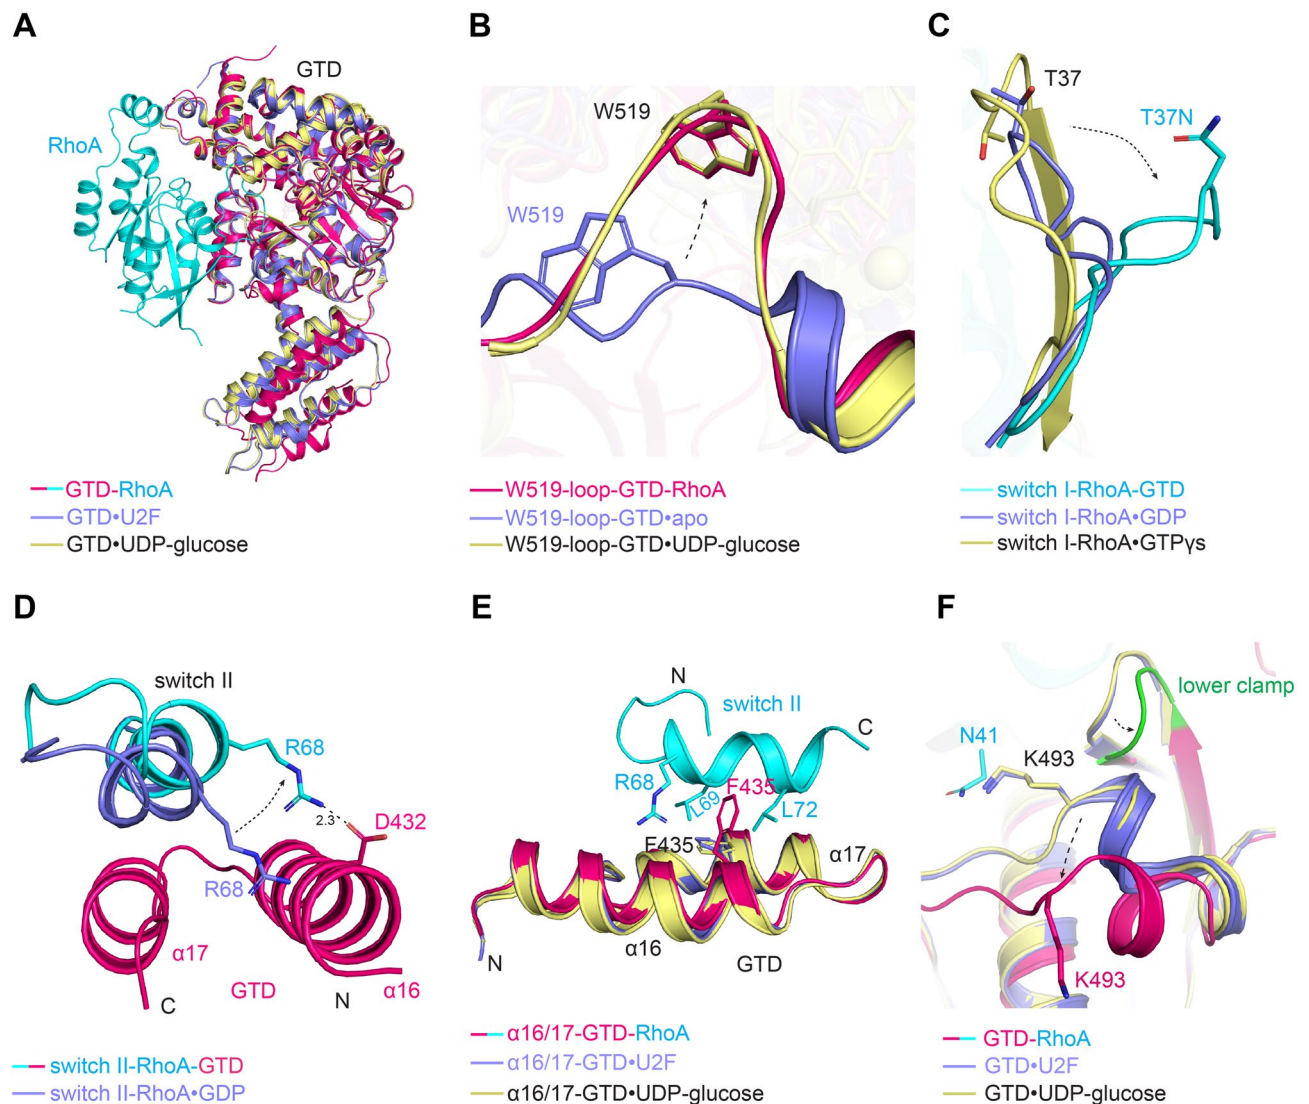 A
GTD
RhoA
GTD-RhoA
GTD•U2F
GTD•UDP-glucose
B
W519
W519
W519-loop-GTD-RhoA
W519-loop-GTD•apo
W519-loop-GTD•UDP-glucose
C
T37
T37N
switch I-RhoA-GTD
switch I-RhoA•GDP
switch I-RhoA•GTPγs
D
switch II
R68
2.3
D432
R68
α17
GTD
C
N
α16
switch II-RhoA-GTD
switch II-RhoA•GDP
E
N
switch II
C
R68
L69
F435
L72
F435
α17
α16
N
GTD
α16/17-GTD-RhoA
α16/17-GTD•U2F
α16/17-GTD•UDP-glucose
F
lower clamp
N41
K493
K493
GTD-RhoA
GTD•U2F
GTD•UDP-glucose